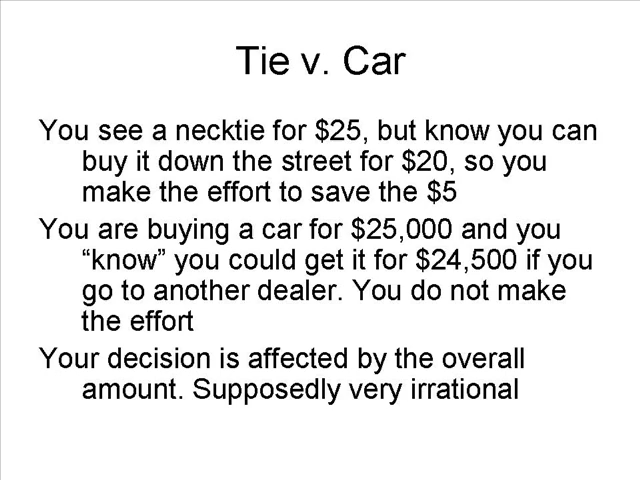 Tie v. Car
You see a necktie for $25, but know you can
buy it down the street for $20, so you
make the effort to save the $5
You are buying a car for $25,000 and you
“know” you could get it for $24,500 if you
go to another dealer. You do not make
the effort
Your decision is affected by the overall
amount. Supposedly very irrational